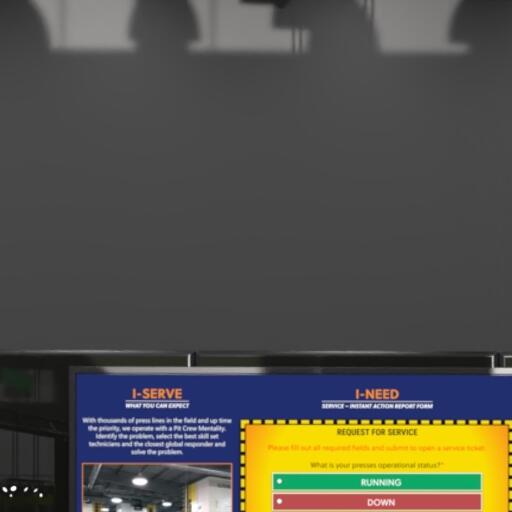 I-SERVE
WHAT YOU CAN EXPECT
With thousands of press lines in the field and up time
the priority, we operate with a Pit Crew Mentality.
Identify the problem, select the best skill set
technicians and the closest global responder and
solve the problem.
I-NEED
SERVICE – INSTANT ACTION REPORT FORM
REQUEST FOR SERVICE
Please fill out all required fields and submit to open a service ticket.
What is your presses operational status?*
RUNNING
DOWN